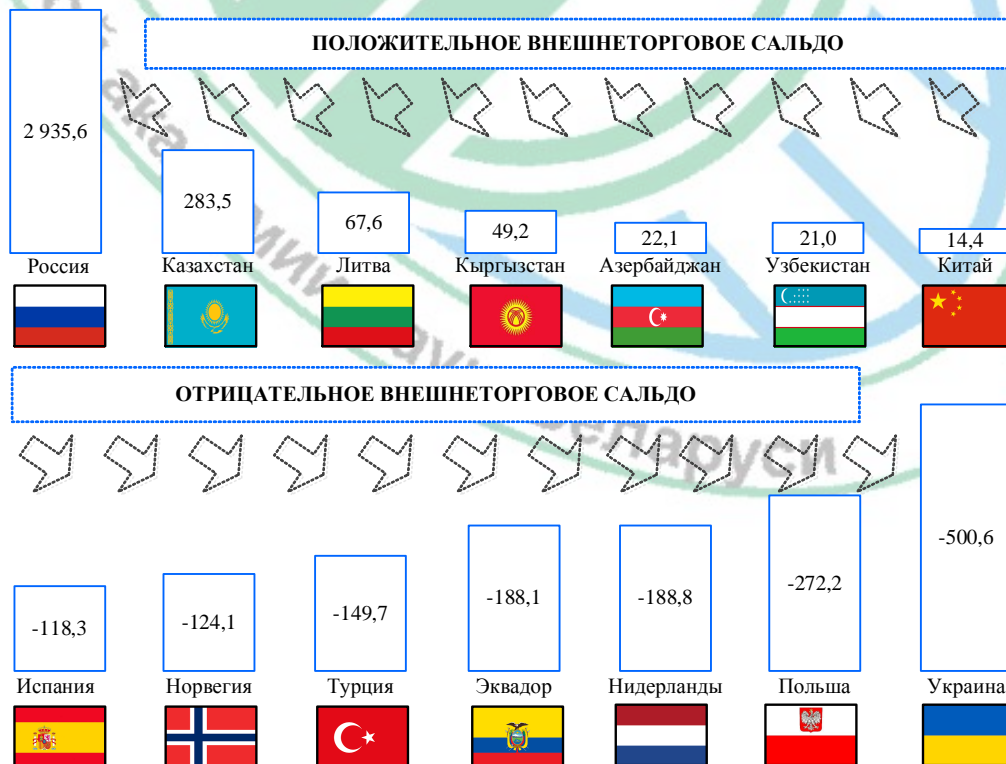 ПОЛОЖИТЕЛЬНОЕ ВНЕШНЕТОРГОВОЕ САЛЬДО
2 935,6
283,5
67,6
49,2
22,1
21,0
14,4
Россия
Казахстан
Литва
Кыргызстан
Азербайджан
Узбекистан
Китай
ОТРИЦАТЕЛЬНОЕ ВНЕШНЕТОРГОВОЕ САЛЬДО
еларуси
-118,3
-124,1
-149,7
-188,1
-188,8
-272,2
-500,6
Испания
Норвегия
Турция
Эквадор
Нидерланды
Польша
Украина